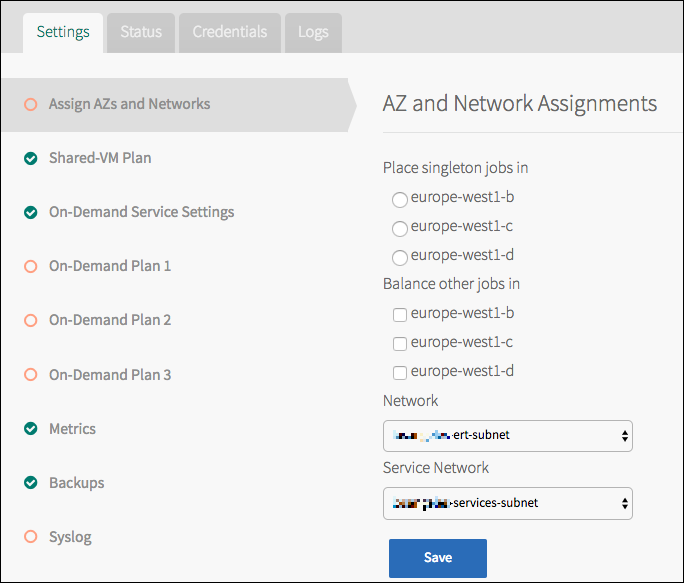 Settings
Status
Credentials
Logs
Assign AZs and Networks
Shared-VM Plan
On-Demand Service Settings
On-Demand Plan 1
On-Demand Plan 2
On-Demand Plan 3
Metrics
Backups
Syslog
AZ and Network Assignments
Place singleton jobs in
europe-west1-b
europe-west1-c
europe-west1-d
Balance other jobs in
europe-west1-b
europe-west1-c
europe-west1-d
Network
-ert-subnet
Service Network
-services-subnet
Save